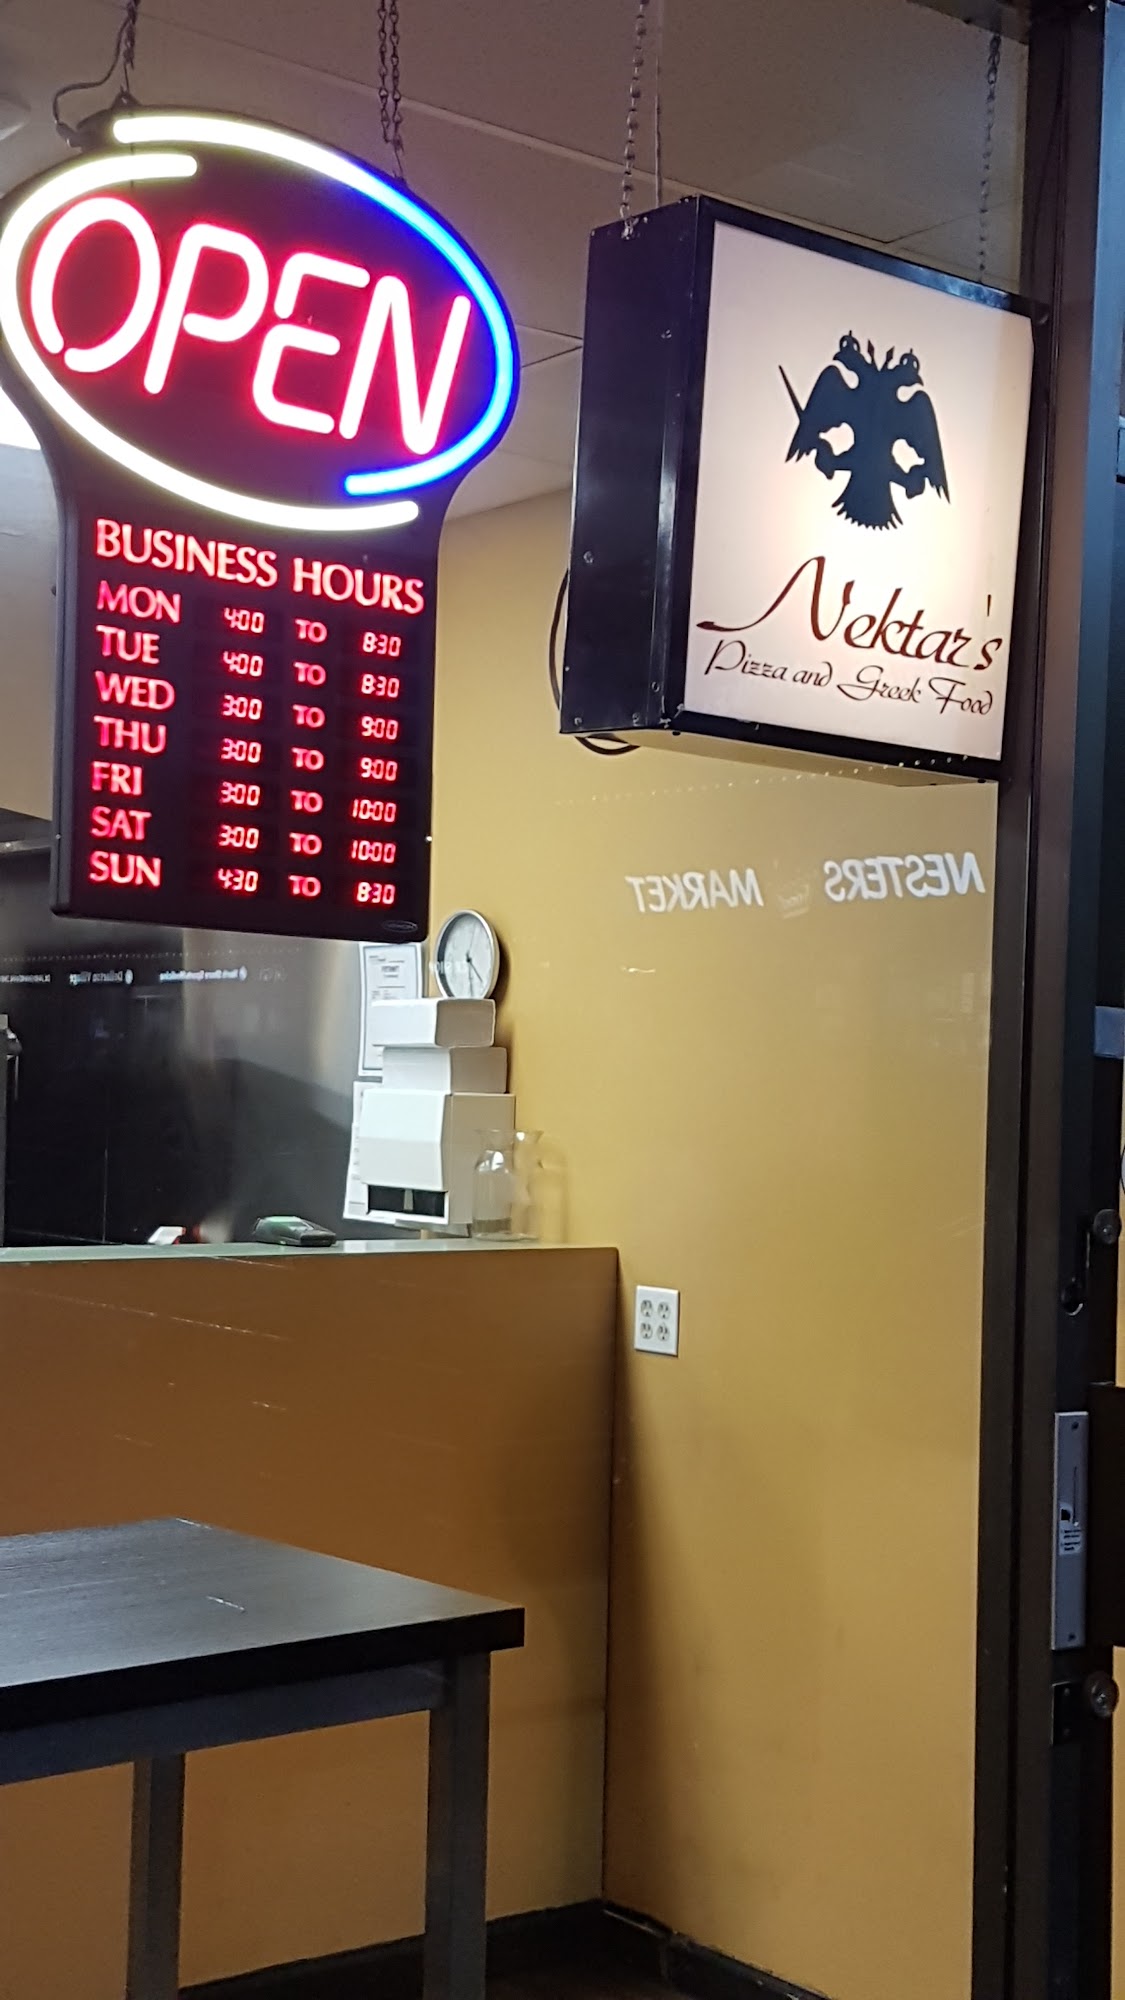 OPEN
BUSINESS HOURS
MON 4:00 TO 8:30
TUE 4:00 TO 8:30
WED 3:00 TO 9:00
THU 3:00 TO 9:00
FRI 3:00 TO 10:00
SAT 3:00 TO 10:00
SUN 4:30 TO 8:30
Nektar's
Pizza and Greek Food
NESTERS MARKET